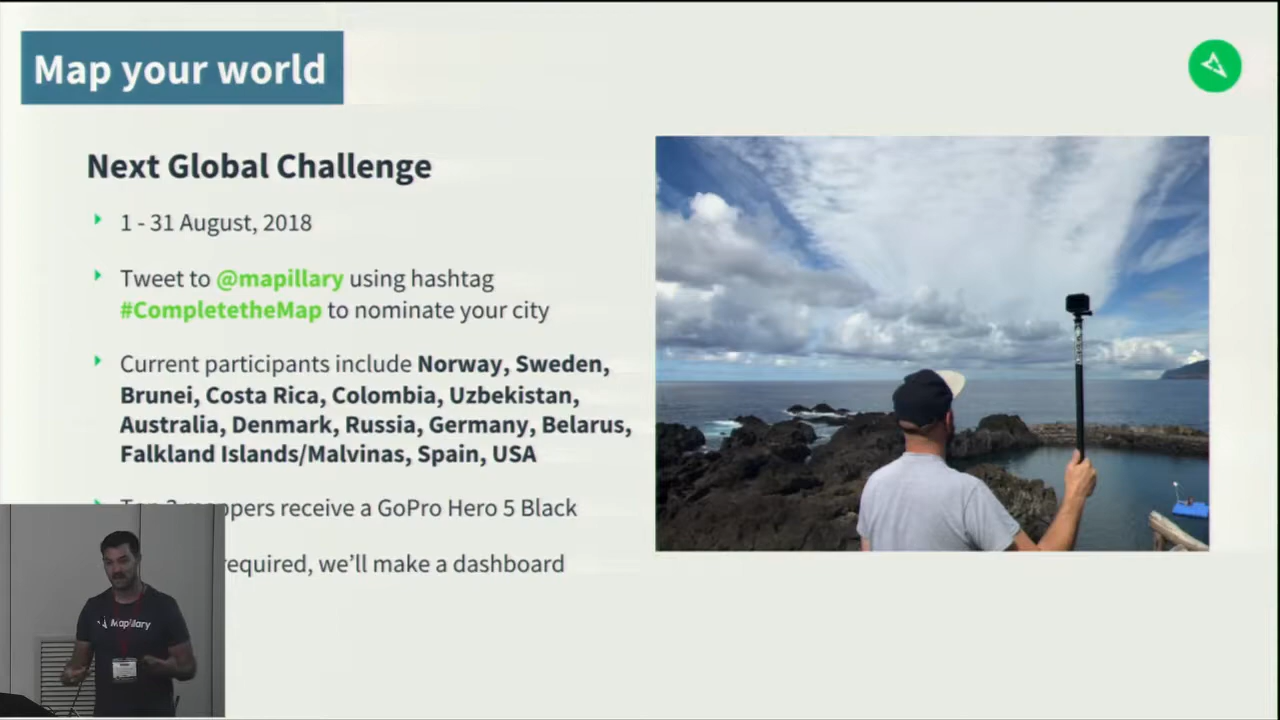 Map your world
Next Global Challenge
1 - 31 August, 2018
Tweet to @mapillary using hashtag
#CompletetheMap to nominate your city
Current participants include Norway, Sweden,
Brunei, Costa Rica, Colombia, Uzbekistan,
Australia, Denmark, Russia, Germany, Belarus,
Falkland Islands/Malvinas, Spain, USA
receive a GoPro Hero 5 Black
required, we'll make a dashboard
Mapillary